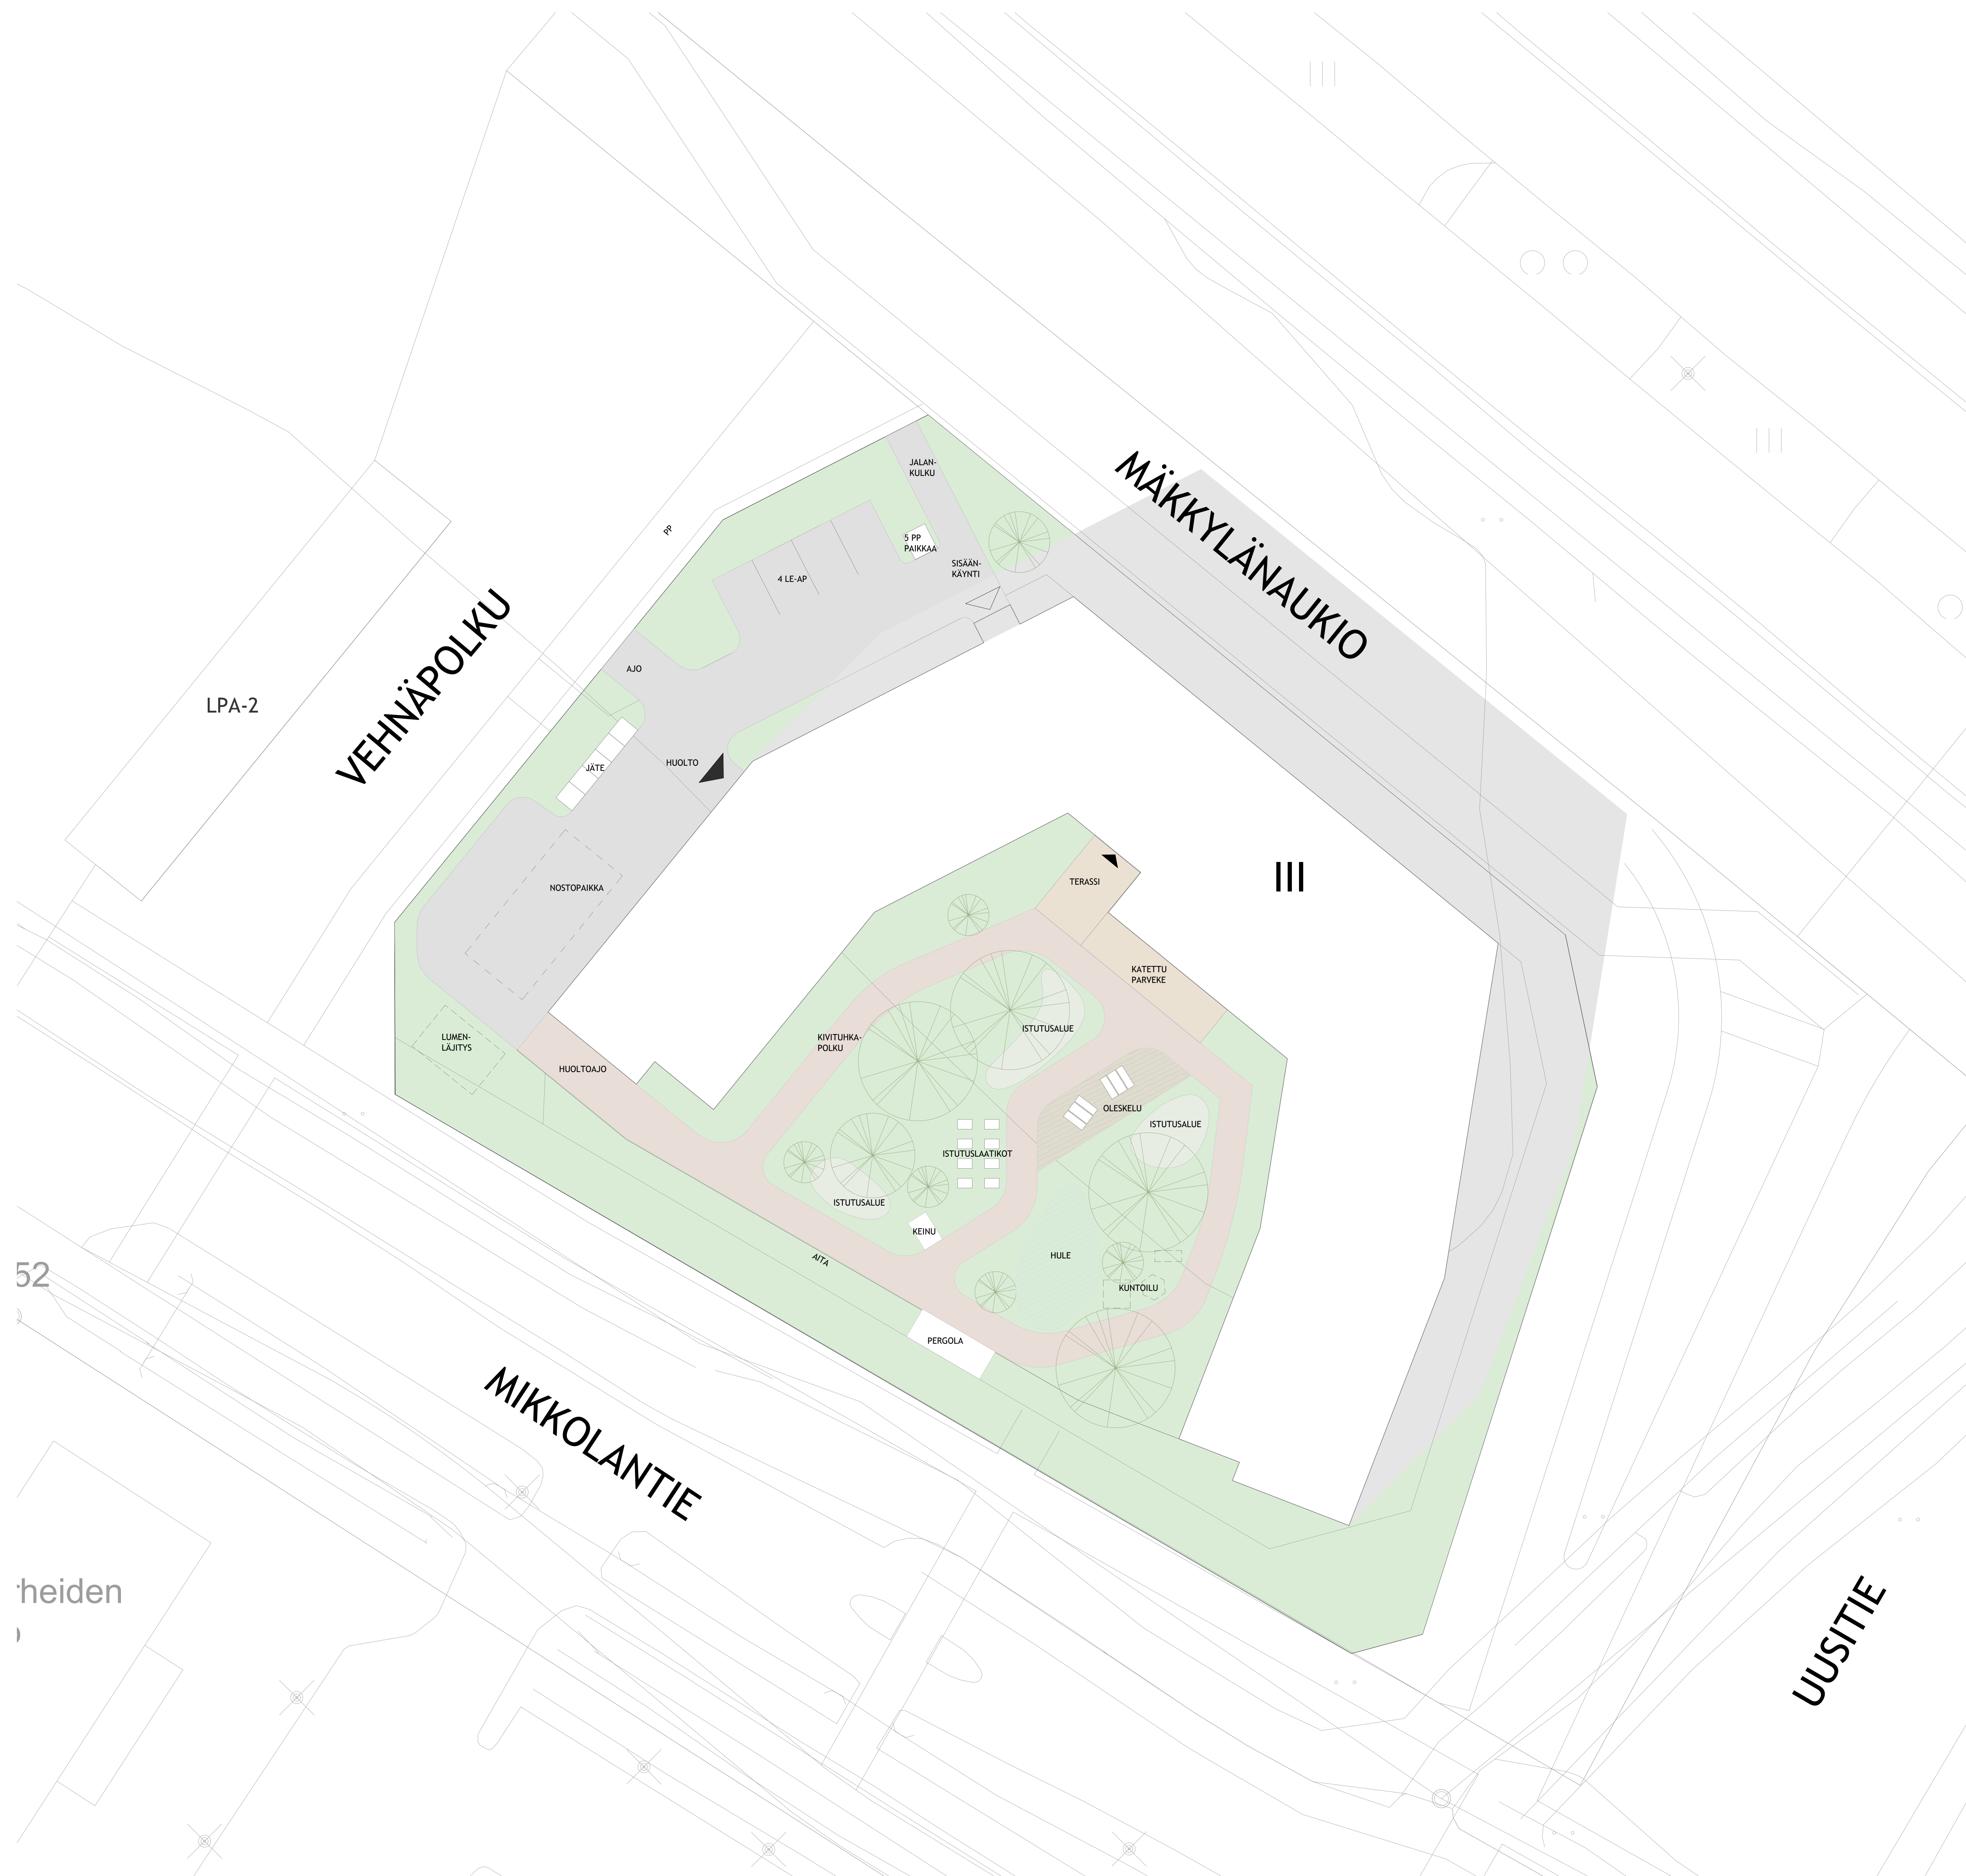 JALAN-
KULKU
MÄKKYLÄNAUKIO
PP
5 PP
PAIKKAA
SISÄÄN-
KÄYNTI
4 LE-AP
VEHNÄPOLKU
AJO
LPA-2
HUOLTO
JÄTE
III
TERASSI
NOSTOPAIKKA
KATETTU
PARVEKE
ISTUTUSALUE
KIVITUHKA-
POLKU
LUMEN-
LÄJITYS
HUOLTOAJO
OLESKELU
ISTUTUSALUE
ISTUTUSLAATIKOT
ISTUTUSALUE
KEINU
HULE
AITA
KUNTOILU
PERGOLA
52
MIKKOLANTIE
rheiden
UUSITIE